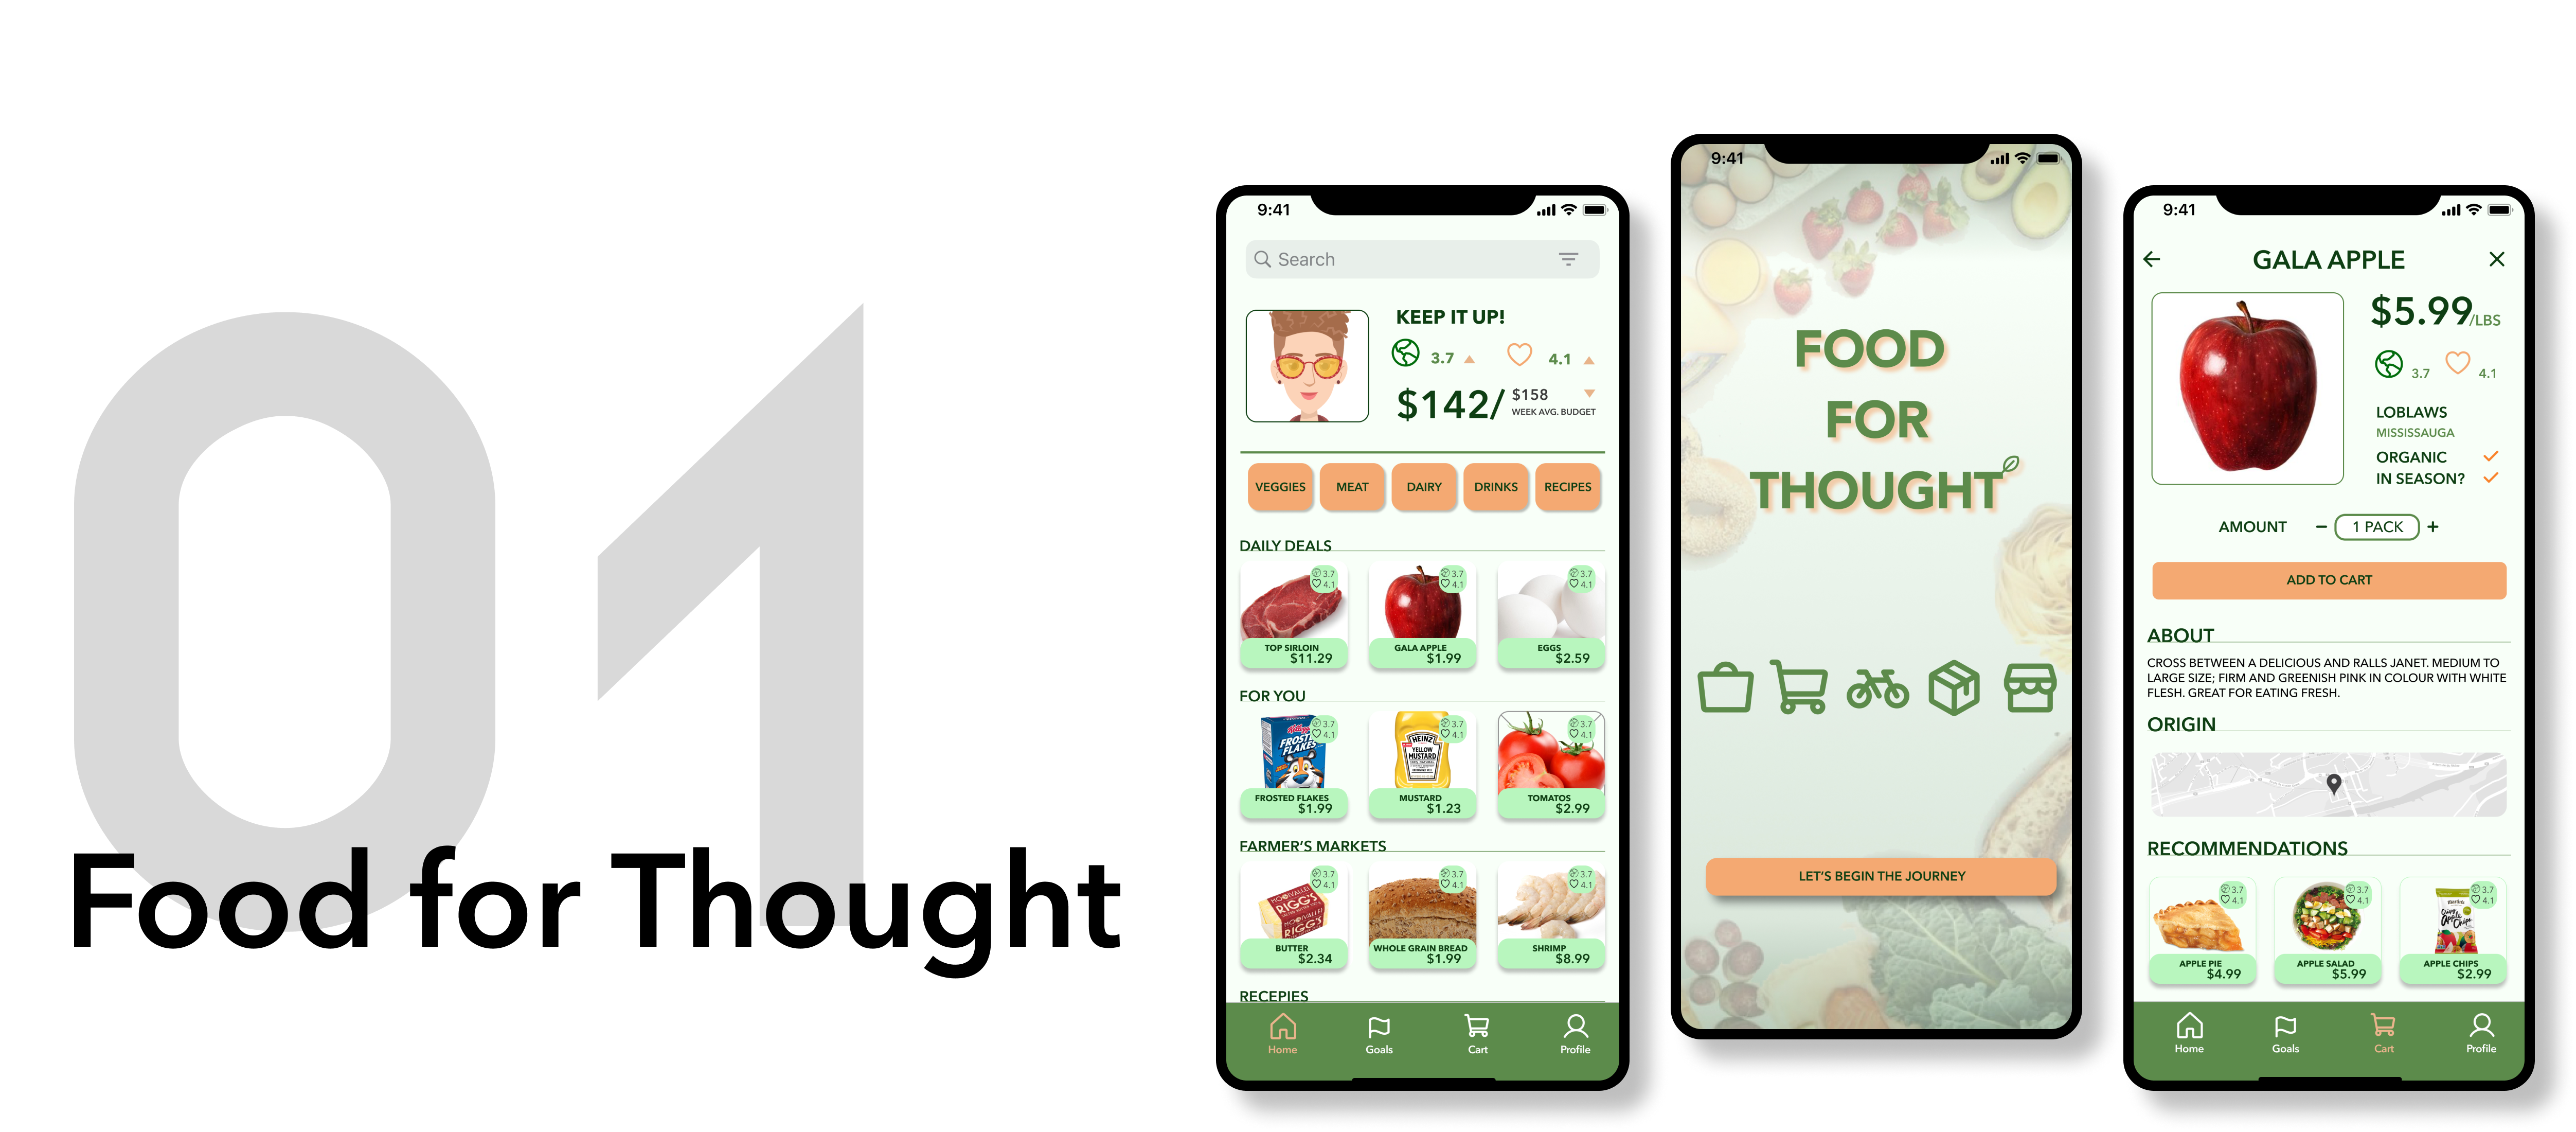 01
Food for Thought
9:41
Search
KEEP IT UP!
3.7 4.1
$142/ $158
WEEK AVG. BUDGET
VEGGIES MEAT DAIRY DRINKS RECIPES
DAILY DEALS
3.7 3.7 3.7
4.1 4.1 4.1
TOP SIRLOIN GALA APPLE EGGS
$11.29 $1.99 $2.59
FOR YOU
3.7 3.7 3.7
4.1 4.1 4.1
FROSTED FLAKES MUSTARD TOMATOS
$1.99 $1.23 $2.99
HEINZ
YELLOW
MUSTARD
FARMER'S MARKETS
3.7 3.7 3.7
4.1 4.1 4.1
RIGG'S
BUTTER WHOLE GRAIN BREAD SHRIMP
$2.34 $1.99 $8.99
RECEPIES
Home Goals Cart Profile
9:41
FOOD
FOR
THOUGHT
LET'S BEGIN THE JOURNEY
9:41
GALA APPLE
$5.99/LBS
3.7 4.1
LOBLAWS
MISSISSAUGA
ORGANIC
IN SEASON?
AMOUNT − 1 PACK +
ADD TO CART
ABOUT
CROSS BETWEEN A DELICIOUS AND RALLS JANET. MEDIUM TO
LARGE SIZE; FIRM AND GREENISH PINK IN COLOUR WITH WHITE
FLESH. GREAT FOR EATING FRESH.
ORIGIN
RECOMMENDATIONS
3.7 3.7 3.7
4.1 4.1 4.1
Apple Chips
APPLE PIE APPLE SALAD APPLE CHIPS
$4.99 $5.99 $2.99
Home Goals Cart Profile